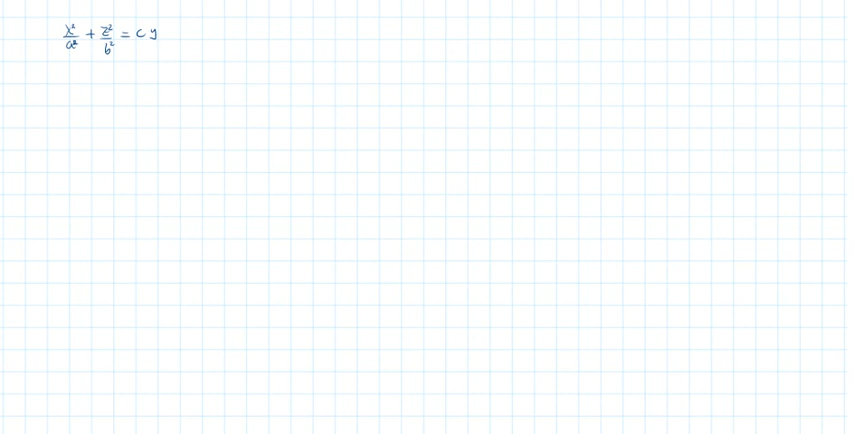 x²/a² + z²/b² = c y